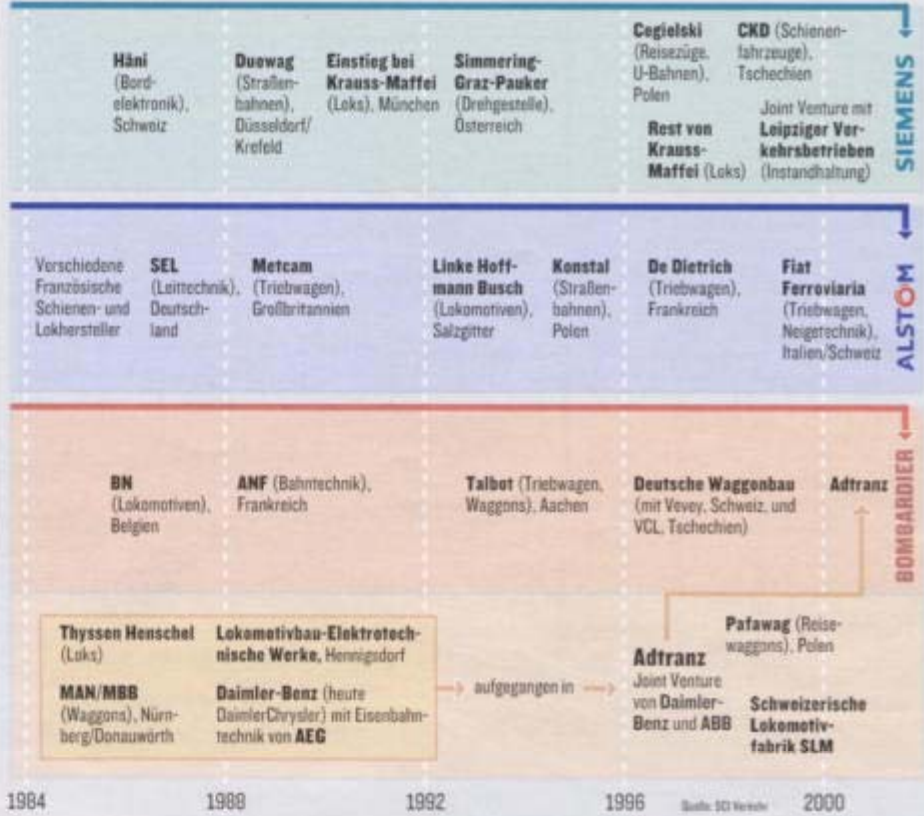 Häni
(Bord-
elektronik),
Schweiz
Duewag
(Straßen-
bahnen),
Düsseldorf/
Krefeld
Einstieg bei
Krauss-Maffei
(Loks), München
Simmering-
Graz-Pauker
(Drehgestelle),
Österreich
Cegielski
(Reisezüge,
U-Bahnen),
Polen
CKD (Schienen-
fahrzeuge),
Tschechien
Rest von
Krauss-
Maffei (Loks)
Joint Venture mit
Leipziger Ver-
kehrsbetrieben
(Instandhaltung)
SIEMENS
Verschiedene
Französische
Schienen- und
Lokhersteller
SEL
(Leittechnik),
Deutsch-
land
Metcam
(Triebwagen),
Großbritannien
Linke Hoff-
mann Busch
(Lokomotiven),
Salzgitter
Konstal
(Straßen-
bahnen),
Polen
De Dietrich
(Triebwagen),
Frankreich
Fiat
Ferroviaria
(Triebwagen,
Neigetechnik),
Italien/Schweiz
ALSTOM
BN
(Lokomotiven),
Belgien
ANF (Bahntechnik),
Frankreich
Talbot (Triebwagen,
Waggons), Aachen
Deutsche Waggonbau
(mit Vevey, Schweiz, und
VCL, Tschechien)
Adtranz
BOMBARDIER
Thyssen Henschel
(Loks)
Lokomotivbau-Elektrotech-
nische Werke, Hennigsdorf
MAN/MBB
(Waggons), Nürn-
berg/Donauwörth
Daimler-Benz (heute
DaimlerChrysler) mit Eisenbahn-
technik von AEG
aufgegangen in
Adtranz
Joint Venture
von Daimler-
Benz und ABB
Pafawag (Reise-
waggons), Polen
Schweizerische
Lokomotiv-
fabrik SLM
1984 1988 1992 1996 Quelle: SCI Verkehr 2000